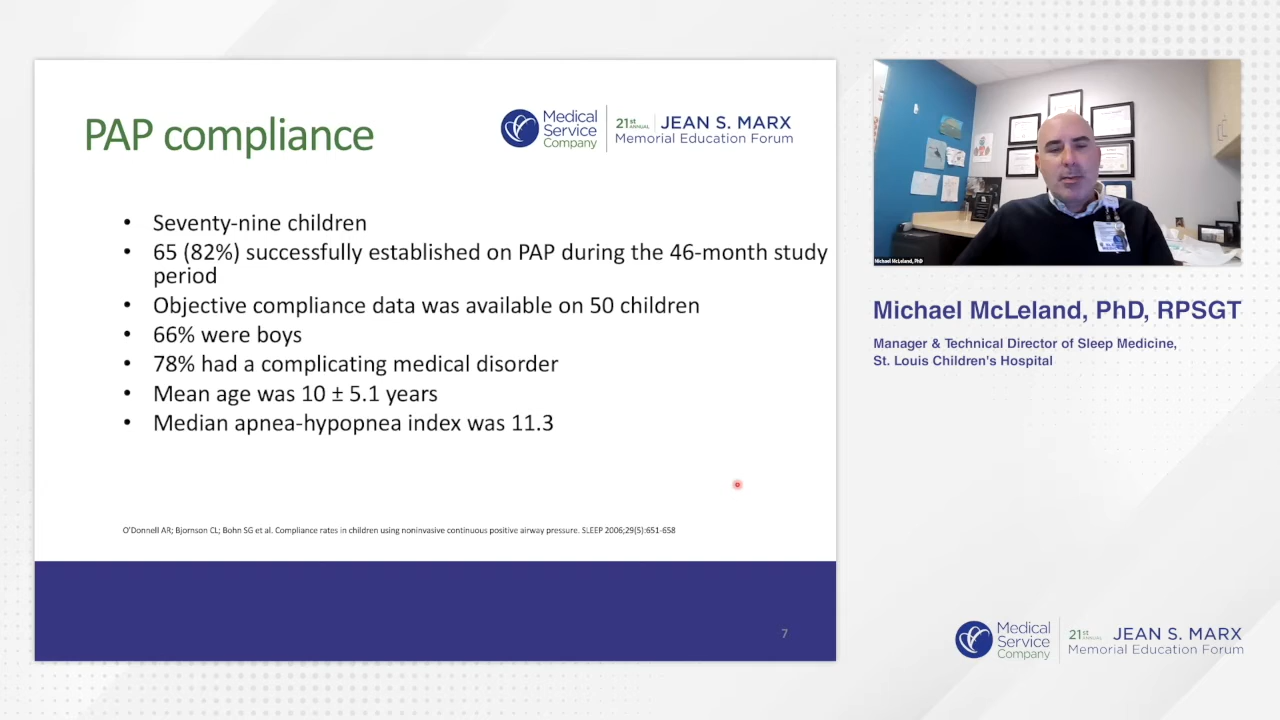 PAP compliance
Medical
Service
Company
21st
ANNUAL
JEAN S. MARX
Memorial Education Forum
• Seventy-nine children
• 65 (82%) successfully established on PAP during the 46-month study
period
• Objective compliance data was available on 50 children
• 66% were boys
• 78% had a complicating medical disorder
• Mean age was 10 ± 5.1 years
• Median apnea-hypopnea index was 11.3
O'Donnell AR; Bjornson CL; Bohn SG et al. Compliance rates in children using noninvasive continuous positive airway pressure. SLEEP 2006;29(5):651-658
7
Michael McLeland, PhD
Michael McLeland, PhD, RPSGT
Manager & Technical Director of Sleep Medicine,
St. Louis Children's Hospital
Medical
Service
Company
21st
ANNUAL
JEAN S. MARX
Memorial Education Forum